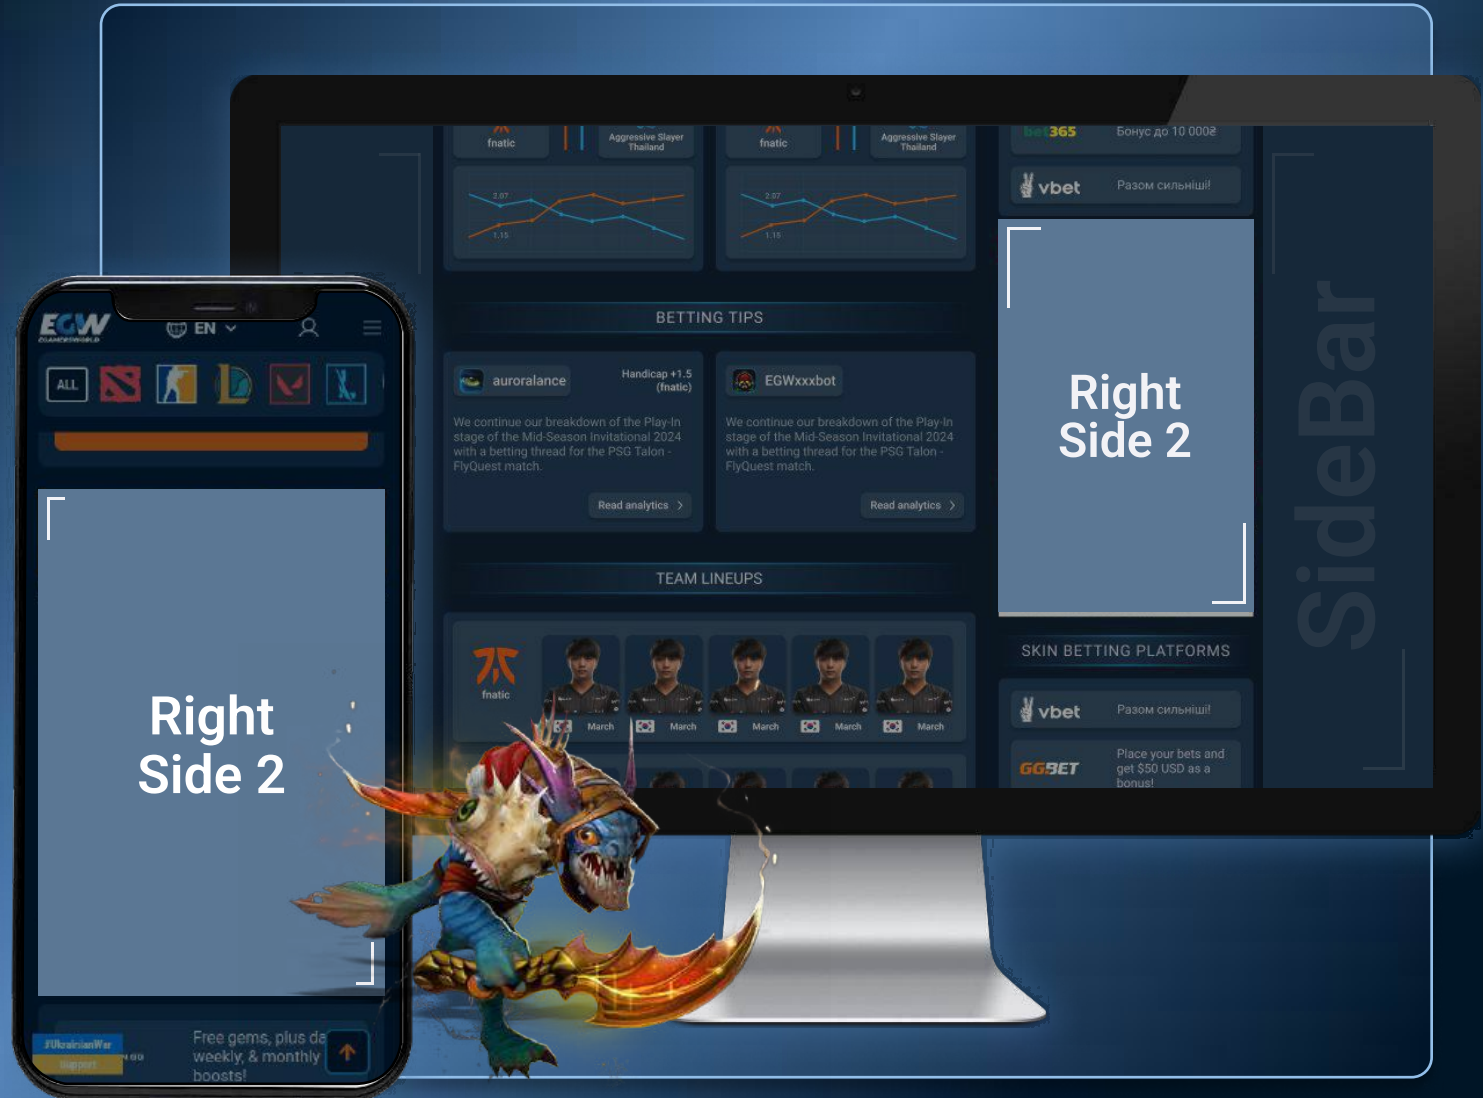 bet365
Бонус до 10 000₴
fnatic
Aggressive Slayer
Thailand
fnatic
Aggressive Slayer
Thailand
vbet
Разом сильніші!
2.07
1.15
2.07
1.15
BETTING TIPS
auroralance
Handicap +1.5
(fnatic)
EGWxxxbot
We continue our breakdown of the Play-In
stage of the Mid-Season Invitational 2024
with a betting thread for the PSG Talon -
FlyQuest match.
Read analytics
We continue our breakdown of the Play-In
stage of the Mid-Season Invitational 2024
with a betting thread for the PSG Talon -
FlyQuest match.
Read analytics
Right
Side 2
SideBar
TEAM LINEUPS
fnatic
March
March
March
March
March
SKIN BETTING PLATFORMS
vbet
Разом сильніші!
GGBET
Place your bets and
get $50 USD as a
bonus!
EGW
EGAMERSWORLD
EN
ALL
Right
Side 2
#UkrainianWar
Support
Free gems, plus da
weekly, & monthly
boosts!